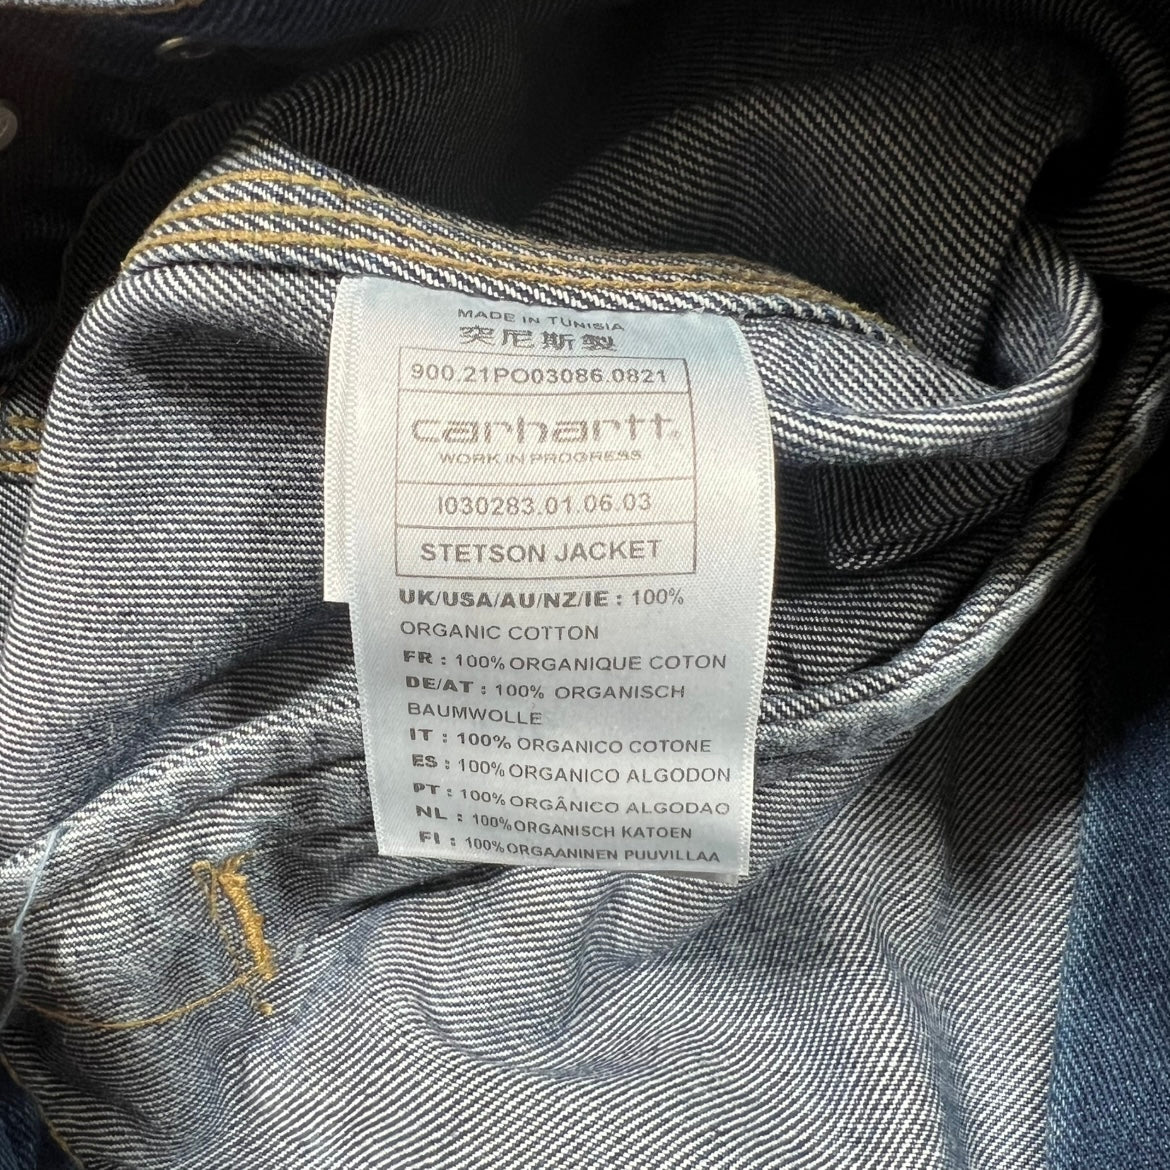 MADE IN TUNISIA
突尼斯製
900.21PO03086.0821
carhartt®
WORK IN PROGRESS
I030283.01.06.03
STETSON JACKET
UK/USA/AU/NZ/IE : 100%
ORGANIC COTTON
FR : 100% ORGANIQUE COTON
DE/AT : 100% ORGANISCH
BAUMWOLLE
IT : 100% ORGANICO COTONE
ES : 100% ORGANICO ALGODON
PT : 100% ORGÂNICO ALGODAO
NL : 100% ORGANISCH KATOEN
FI : 100% ORGAANINEN PUUVILLAA